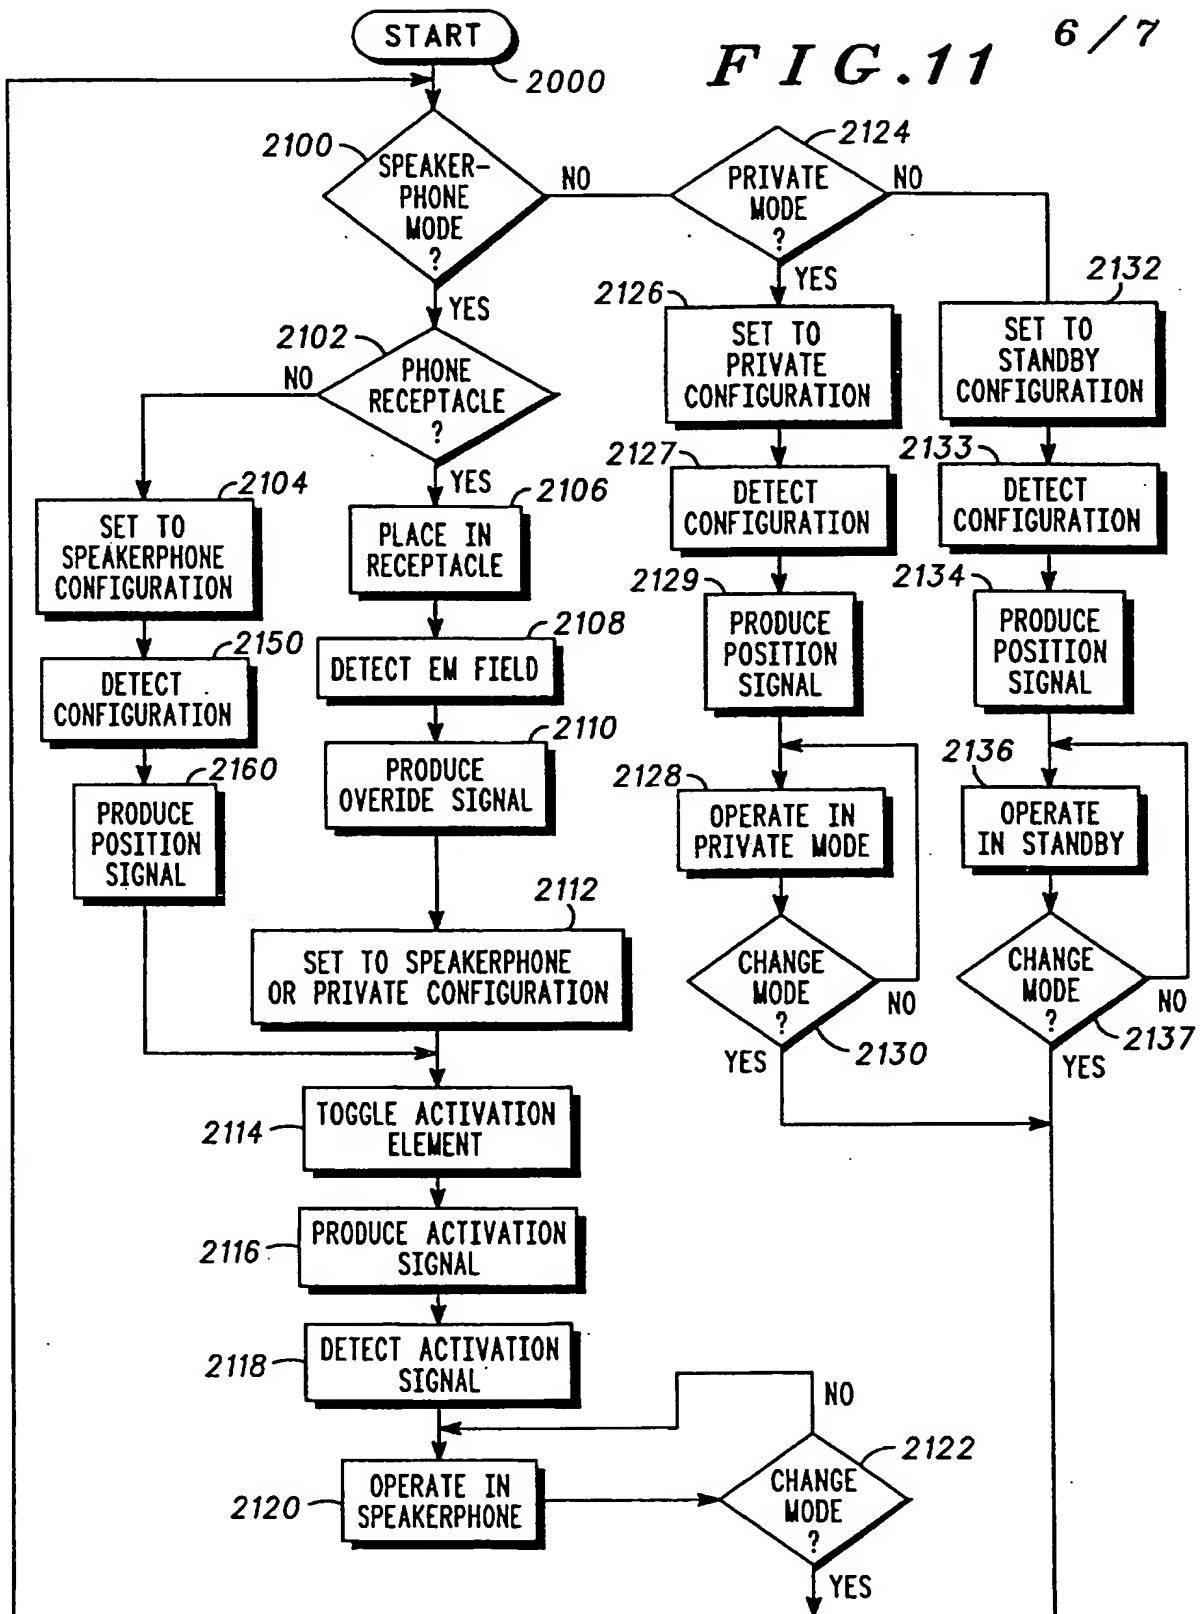 START
FIG.11
6/7
2000
2100
SPEAKER-
PHONE
MODE
?
NO
YES
2124
PRIVATE
MODE
?
NO
YES
2102
PHONE
RECEPTACLE
?
NO
YES
2126
SET TO
PRIVATE
CONFIGURATION
2132
SET TO
STANDBY
CONFIGURATION
2104
SET TO
SPEAKERPHONE
CONFIGURATION
2106
PLACE IN
RECEPTACLE
2127
DETECT
CONFIGURATION
2133
DETECT
CONFIGURATION
2150
DETECT
CONFIGURATION
2108
DETECT EM FIELD
2129
PRODUCE
POSITION
SIGNAL
2134
PRODUCE
POSITION
SIGNAL
2160
PRODUCE
POSITION
SIGNAL
2110
PRODUCE
OVERIDE SIGNAL
2128
OPERATE IN
PRIVATE MODE
2136
OPERATE
IN STANDBY
2112
SET TO SPEAKERPHONE
OR PRIVATE CONFIGURATION
CHANGE
MODE
?
NO
YES
2130
CHANGE
MODE
?
NO
YES
2137
2114
TOGGLE ACTIVATION
ELEMENT
2116
PRODUCE ACTIVATION
SIGNAL
2118
DETECT ACTIVATION
SIGNAL
2120
OPERATE IN
SPEAKERPHONE
NO
2122
CHANGE
MODE
?
YES